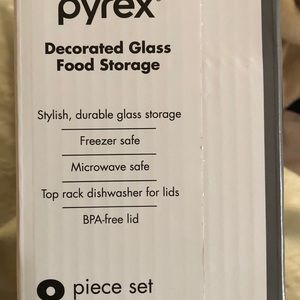 pyrex®
Decorated Glass
Food Storage
Stylish, durable glass storage
Freezer safe
Microwave safe
Top rack dishwasher for lids
BPA-free lid
8 piece set